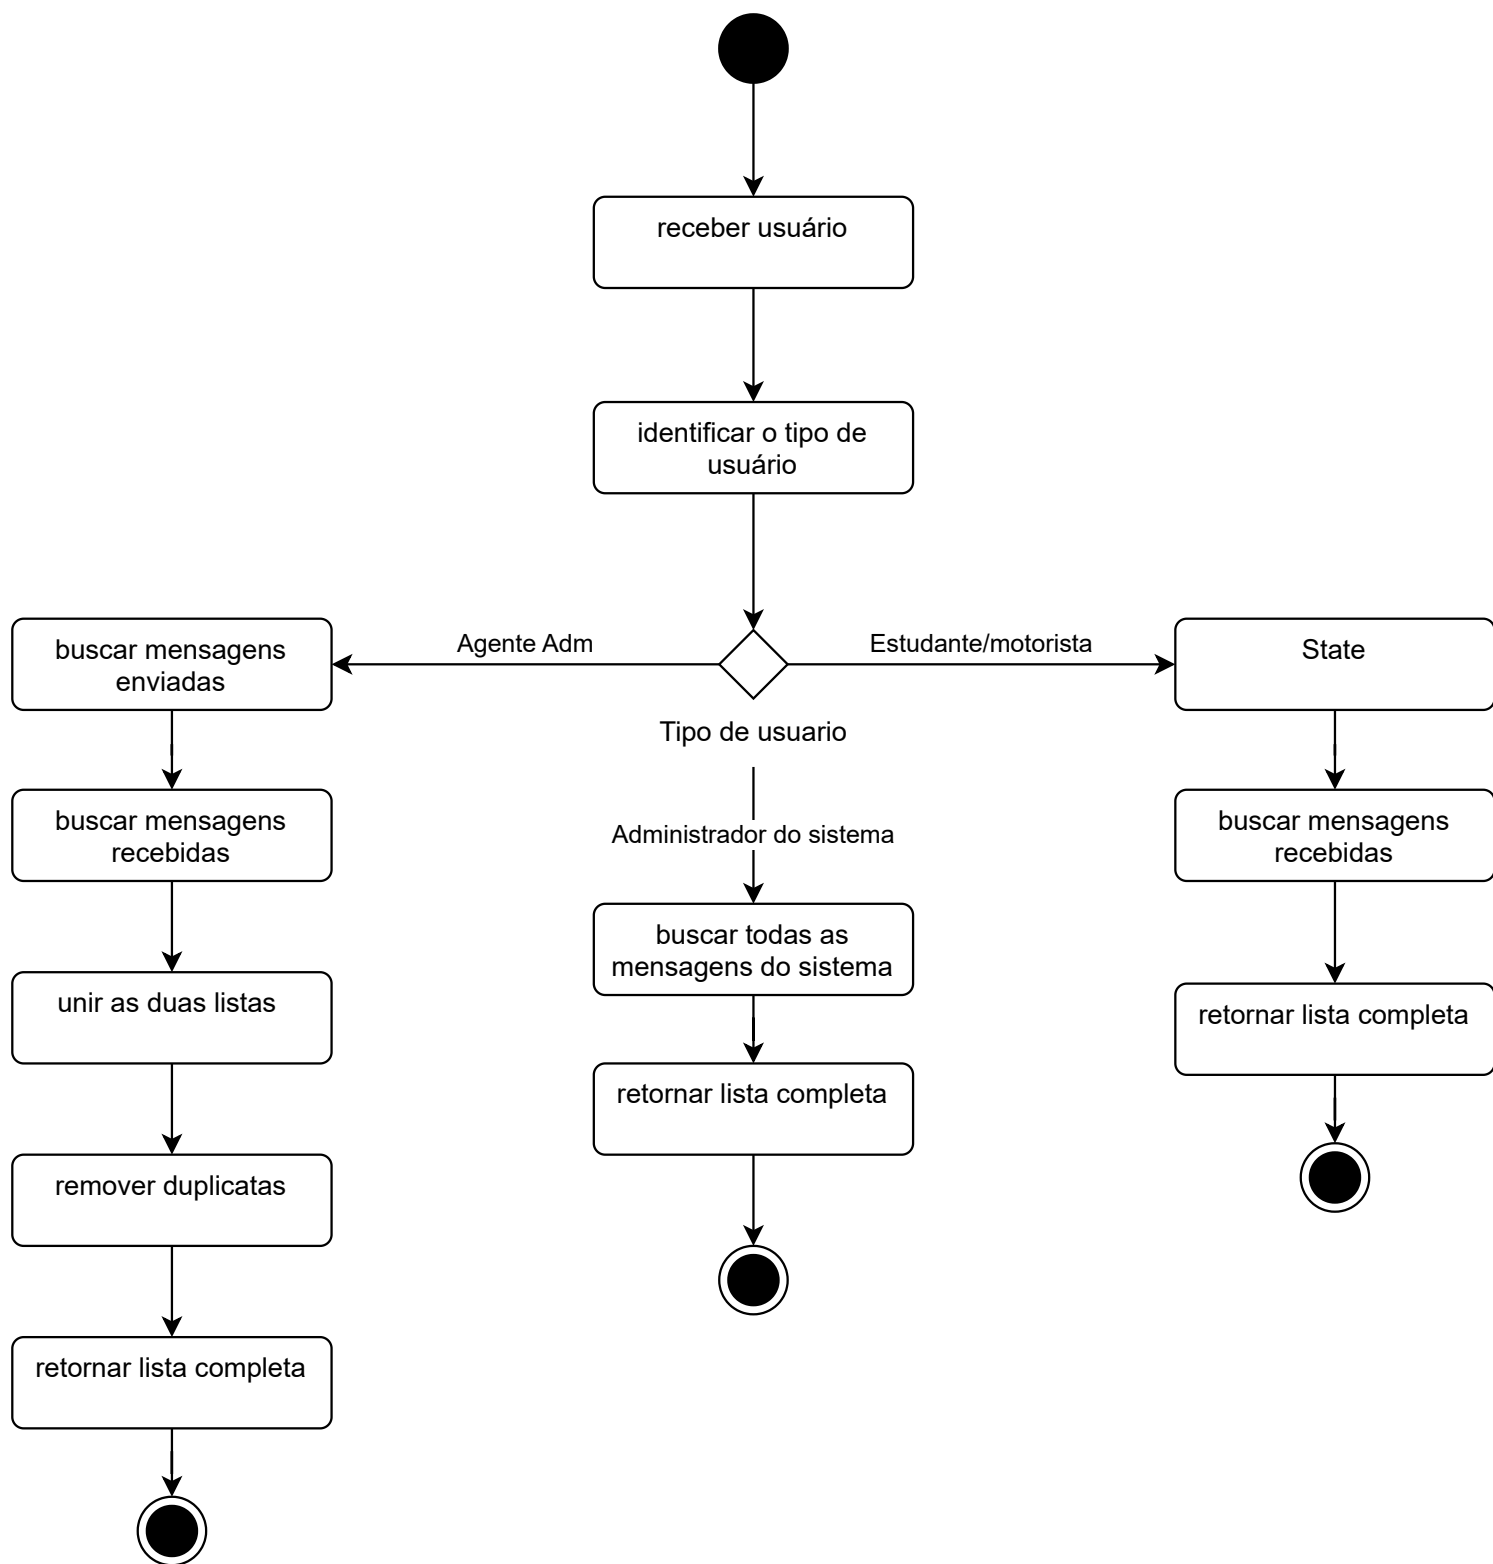 receber usuário
identificar o tipo de
usuário
Agente Adm
Estudante/motorista
Tipo de usuario
Administrador do sistema
buscar mensagens
enviadas
buscar mensagens
recebidas
unir as duas listas
remover duplicatas
retornar lista completa
buscar todas as
mensagens do sistema
retornar lista completa
State
buscar mensagens
recebidas
retornar lista completa